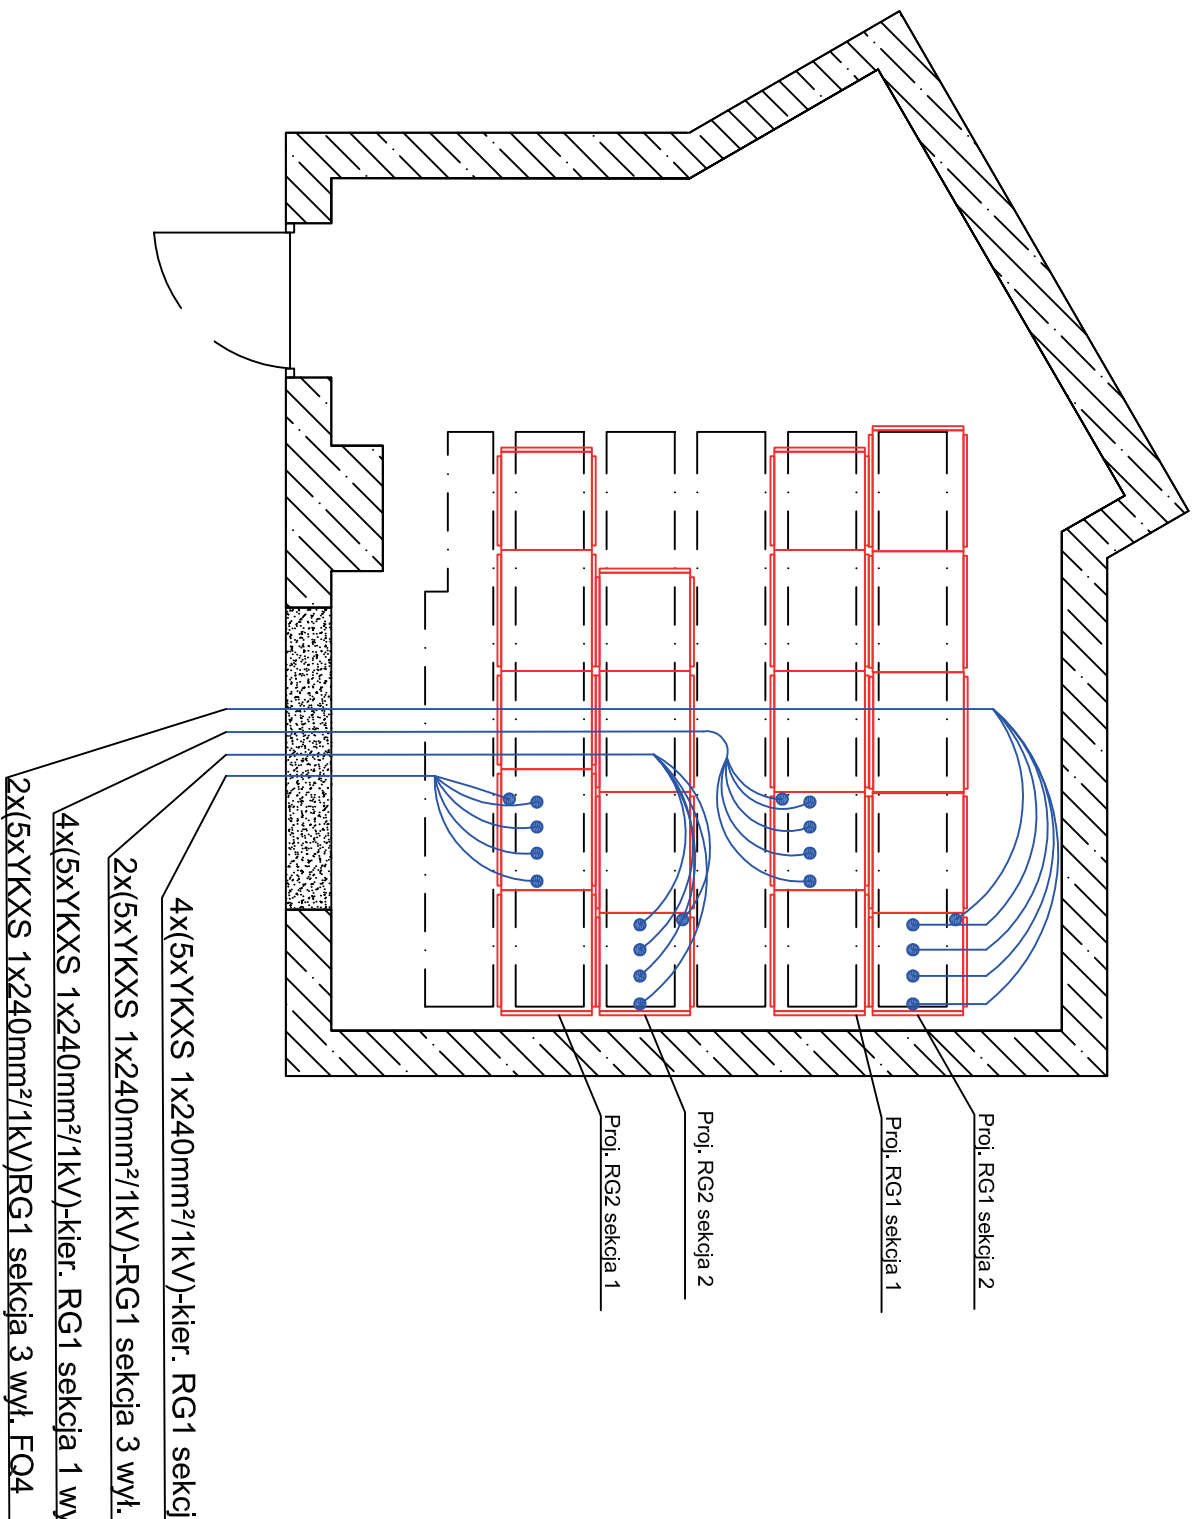 Proj. RG1 sekcja 2
Proj. RG1 sekcja 1
Proj. RG2 sekcja 2
Proj. RG2 sekcja 1
4x(5xYKXS 1x240mm²/1kV)-kier. RG1 sekcj
2x(5xYKXS 1x240mm²/1kV)-RG1 sekcja 3 wył.
4x(5xYKXS 1x240mm²/1kV)-kier. RG1 sekcja 1 wy
2x(5xYKXS 1x240mm²/1kV)RG1 sekcja 3 wył. FQ4